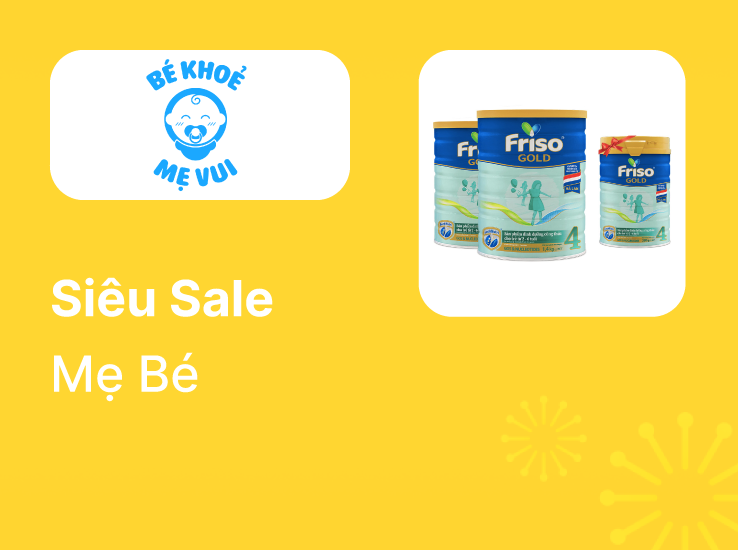 BÉ KHOẺ
MẸ VUI
Siêu Sale
Mẹ Bé
Friso
GOLD
4
Friso
GOLD
4